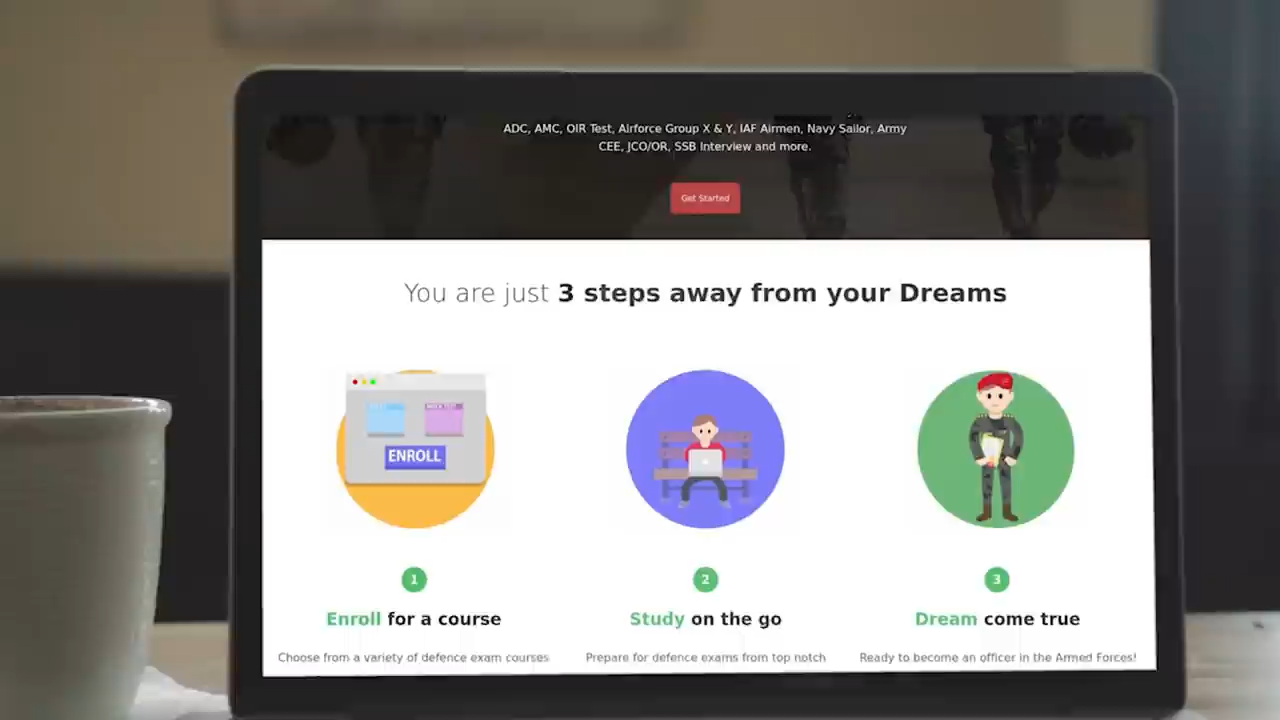 ADC, AMC, OIR Test, Airforce Group X & Y, IAF Airmen, Navy Sailor, Army
CEE, JCO/OR, SSB Interview and more.
Get Started
You are just 3 steps away from your Dreams
ENROLL
1
2
3
Enroll for a course
Study on the go
Dream come true
Choose from a variety of defence exam courses
Prepare for defence exams from top notch
Ready to become an officer in the Armed Forces!